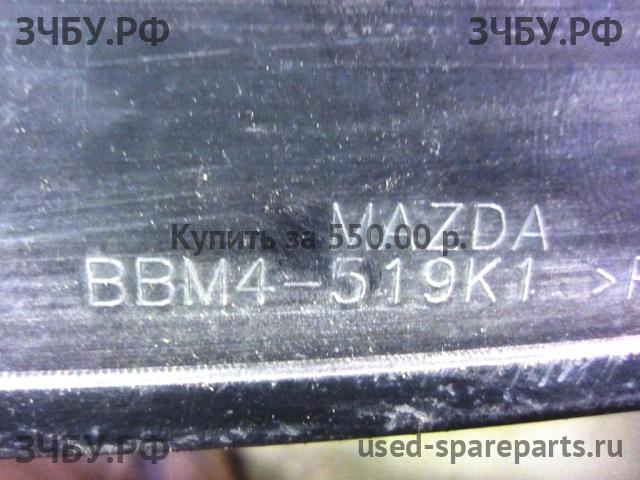 ЗЧБУ.РФ ЗЧБУ.РФ
MAZDA
Купить за 550.00 р.
BBM4-519K1 >
ЗЧБУ.РФ
used-spareparts.ru